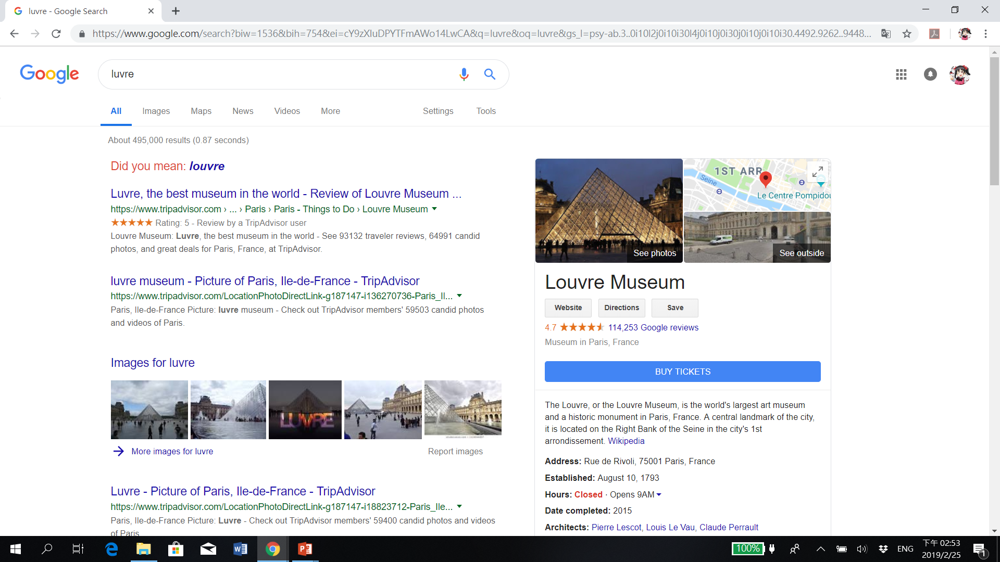 luvre - Google Search
https://www.google.com/search?biw=1536&bih=754&ei=cY9zXIuDPYTFmAWo14LwCA&q=luvre&oq=luvre&gs_l=psy-ab.3..0i10l2j0i10i30l4j0i10j0i30j0i10j0i10i30.4492.9262..9448...
Google
luvre
All Images Maps News Videos More Settings Tools
About 495,000 results (0.87 seconds)
Did you mean: louvre
Luvre, the best museum in the world - Review of Louvre Museum ...
https://www.tripadvisor.com › ... › Paris › Paris - Things to Do › Louvre Museum
Rating: 5 - Review by a TripAdvisor user
Louvre Museum: Luvre, the best museum in the world - See 93132 traveler reviews, 64991 candid
photos, and great deals for Paris, France, at TripAdvisor.
luvre museum - Picture of Paris, Ile-de-France - TripAdvisor
https://www.tripadvisor.com/LocationPhotoDirectLink-g187147-i136270736-Paris_Il...
Paris, Ile-de-France Picture: luvre museum - Check out TripAdvisor members' 59503 candid photos
and videos of Paris.
Images for luvre
LUVRE
More images for luvre
Report images
Luvre - Picture of Paris, Ile-de-France - TripAdvisor
https://www.tripadvisor.com/LocationPhotoDirectLink-g187147-i18823712-Paris_Ile...
Paris, Ile-de-France Picture: Luvre - Check out TripAdvisor members' 59400 candid photos and videos
of Paris
1ST ARR
Seine
Le Centre Pompidou
See photos
See outside
Louvre Museum
Website Directions Save
4.7 114,253 Google reviews
Museum in Paris, France
BUY TICKETS
The Louvre, or the Louvre Museum, is the world's largest art museum
and a historic monument in Paris, France. A central landmark of the city,
it is located on the Right Bank of the Seine in the city's 1st
arrondissement. Wikipedia
Address: Rue de Rivoli, 75001 Paris, France
Established: August 10, 1793
Hours: Closed · Opens 9AM
Date completed: 2015
Architects: Pierre Lescot, Louis Le Vau, Claude Perrault
100%
ENG
下午 02:53
2019/2/25
1